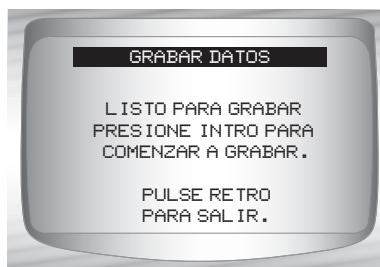 GRABAR DATOS
LISTO PARA GRABAR
PRESIONE INTRO PARA
COMENZAR A GRABAR.
PULSE RETRO
PARA SALIR.